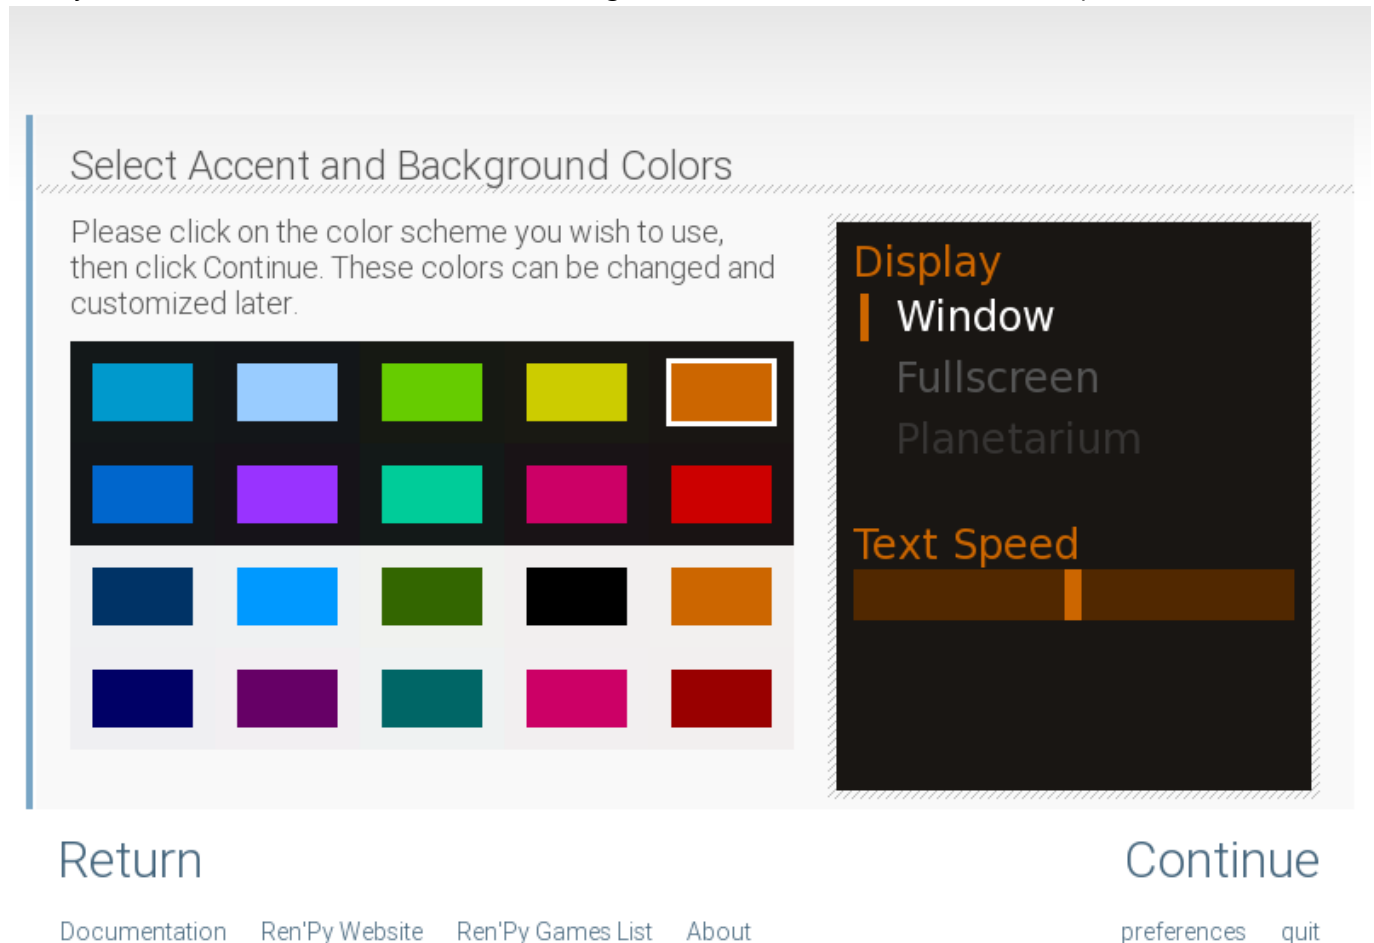 Select Accent and Background Colors
Please click on the color scheme you wish to use,
then click Continue. These colors can be changed and
customized later.
Display
Window
Fullscreen
Planetarium
Text Speed
Return
Continue
Documentation Ren'Py Website Ren'Py Games List About
preferences quit